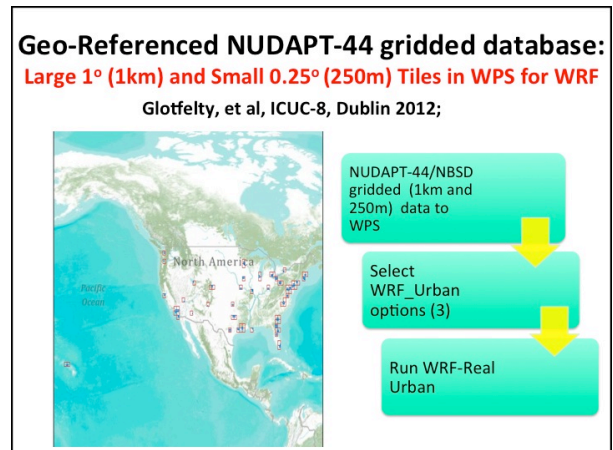 Geo-Referenced NUDAPT-44 gridded database:
Large 1º (1km) and Small 0.25º (250m) Tiles in WPS for WRF
Glotfelty, et al, ICUC-8, Dublin 2012;
North America
Pacific
Ocean
NUDAPT-44/NBSD
gridded (1km and
250m) data to
WPS
Select
WRF_Urban
options (3)
Run WRF-Real
Urban